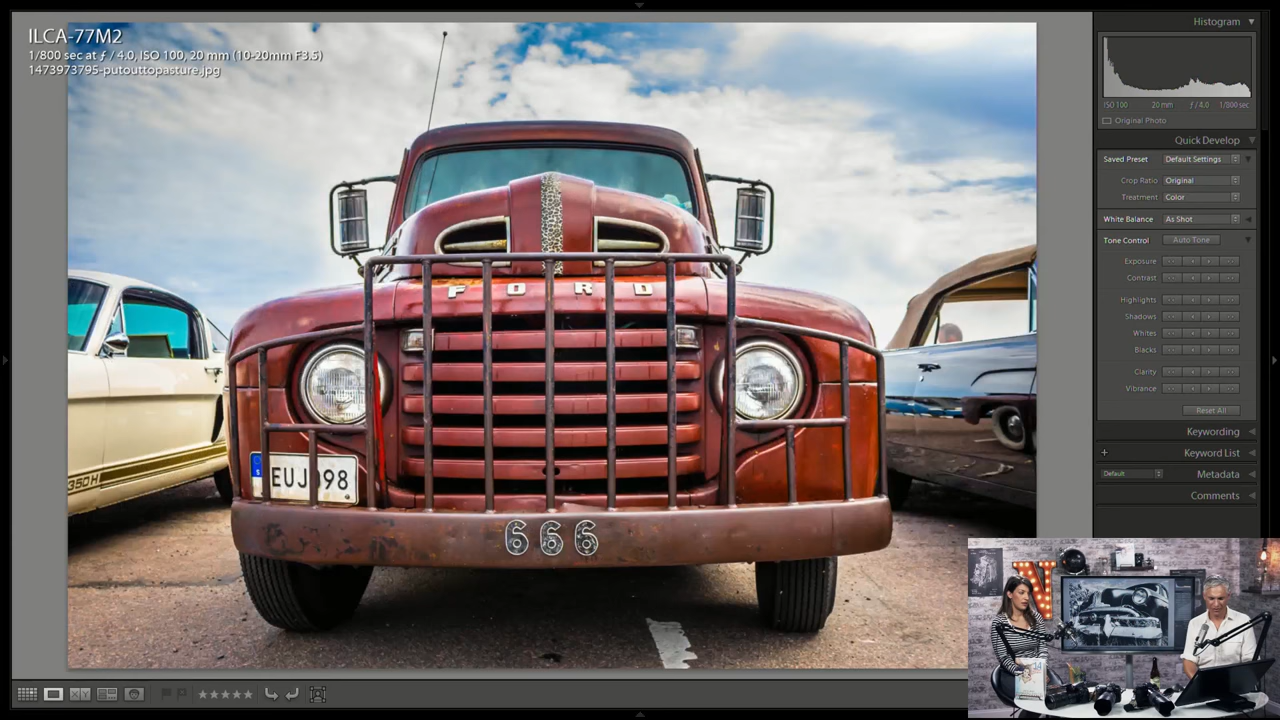 ILCA-77M2
1/800 sec at ƒ / 4.0, ISO 100, 20 mm (10-20mm F3.5)
1473973795-putouttopasture.jpg
FORD
350H
S
EUJ 098
666
Histogram
ISO 100 20 mm ƒ / 4.0 1/800 sec
Original Photo
Quick Develop
Saved Preset Default Settings
Crop Ratio Original
Treatment Color
White Balance As Shot
Tone Control Auto Tone
Exposure
Contrast
Highlights
Shadows
Whites
Blacks
Clarity
Vibrance
Reset All
Keywording
+ Keyword List
Default Metadata
Comments
X Y
V